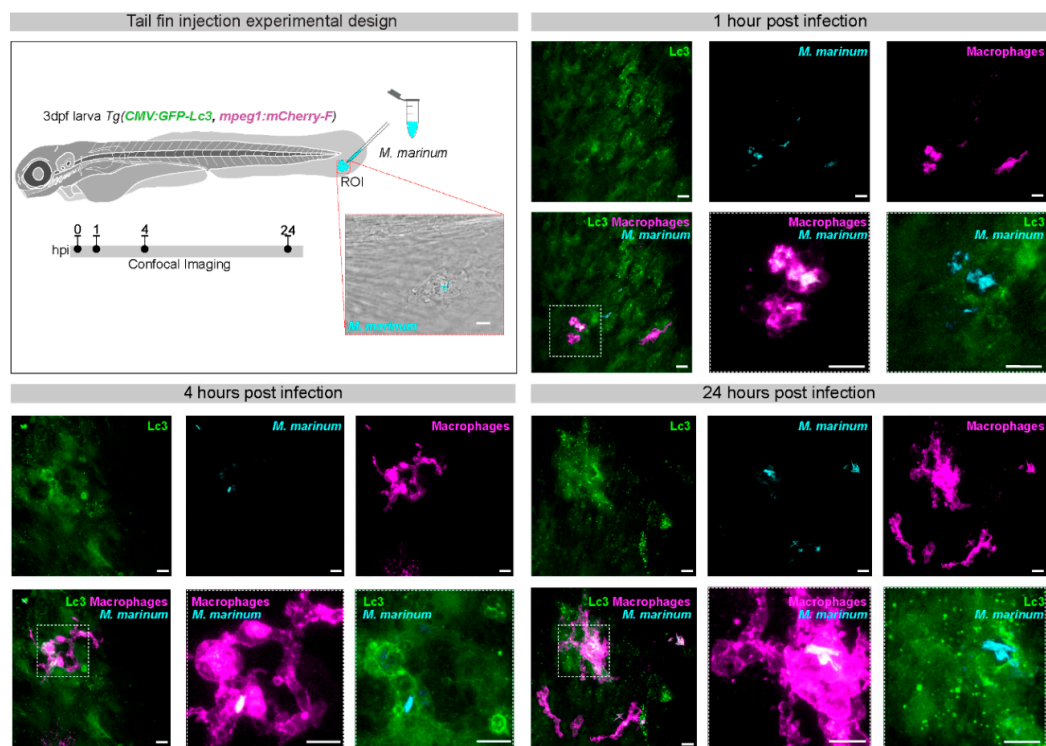 Tail fin injection experimental design
3dpf larva Tg(CMV:GFP-Lc3, mpeg1:mCherry-F)
M. marinum
ROI
0 1 4 24
hpi
Confocal Imaging
M. marinum
1 hour post infection
Lc3
M. marinum
Macrophages
Lc3 Macrophages
M. marinum
Macrophages
M. marinum
Lc3
M. marinum
4 hours post infection
Lc3
M. marinum
Macrophages
Lc3 Macrophages
M. marinum
Macrophages
M. marinum
Lc3
M. marinum
24 hours post infection
Lc3
M. marinum
Macrophages
Lc3 Macrophages
M. marinum
Macrophages
M. marinum
Lc3
M. marinum